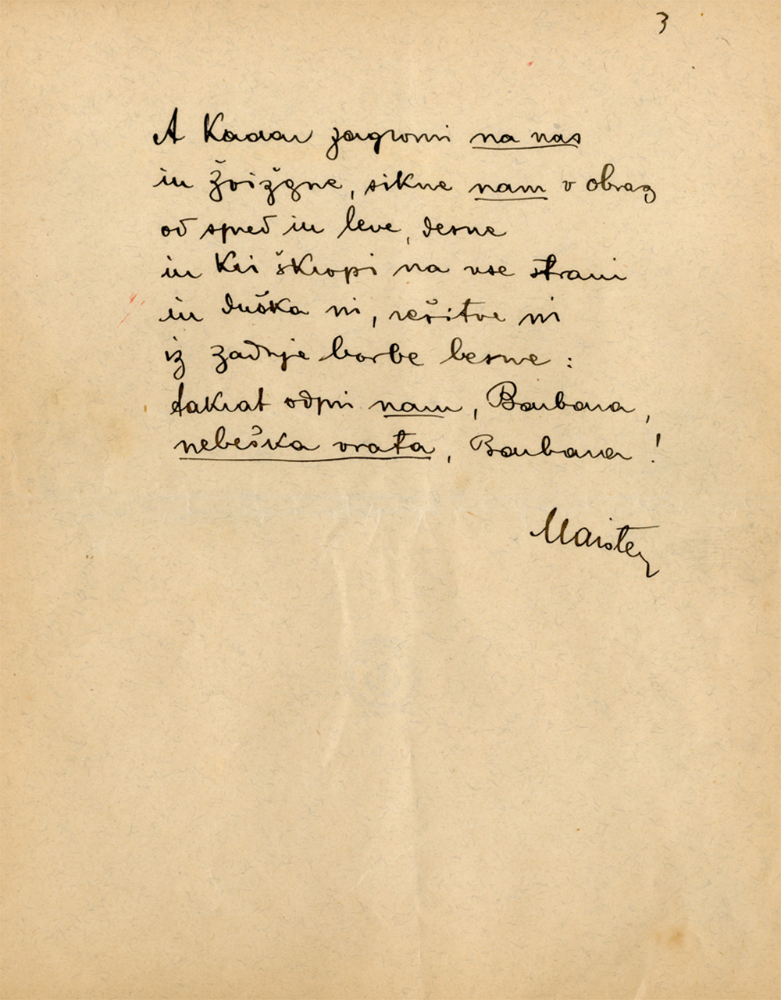 3
A kadar zagromi na nas
in žvižgne, sikne nam v obraz
od spred in leve, desne
in kri škropi na vse strani
in duška ni, rešitve ni
iz zadnje borbe besne:
takrat odpri nam, Barbara,
nebeška vrata, Barbara!
Maister